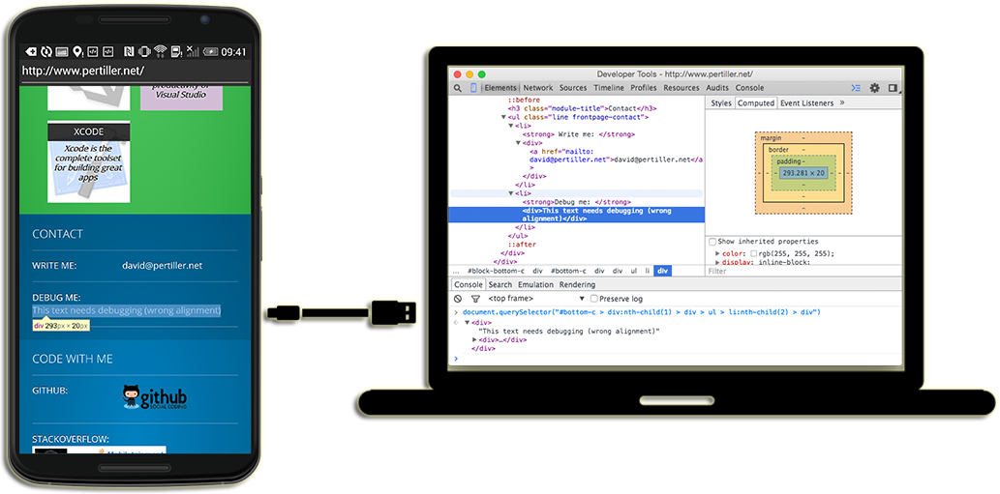 09:41
http://www.pertiller.net/
productivity of
Visual Studio
XCODE
Xcode is the
complete toolset
for building great
apps
CONTACT
WRITE ME: david@pertiller.net
DEBUG ME:
This text needs debugging (wrong alignment)
div 293px × 20px
CODE WITH ME
GITHUB: github
SOCIAL CODING
STACKOVERFLOW:
Developer Tools - http://www.pertiller.net/
Elements Network Sources Timeline Profiles Resources Audits Console
::before
<h3 class="module-title">Contact</h3>
▼<ul class="line frontpage-contact">
▼<li>
<strong> Write me: </strong>
▼<div>
<a href="mailto:
david@pertiller.net">david@pertiller.net</a
>
</div>
</li>
▼<li>
<strong>Debug me: </strong>
<div>This text needs debugging (wrong
alignment)</div>
</li>
</ul>
::after
</div>
</div>
... #block-bottom-c div #bottom-c div div ul li div
Styles Computed Event Listeners »
margin -
border -
padding -
- - - 293.281 × 20 - - -
-
-
-
Show inherited properties
▶ color: rgb(255, 255, 255);
▶ display: inline-block;
Filter
Console Search Emulation Rendering
<top frame> ▼ Preserve log
> document.querySelector("#bottom-c > div:nth-child(1) > div > ul > li:nth-child(2) > div")
▼<div>
"This text needs debugging (wrong alignment)"
▶<div>…</div>
</div>
>